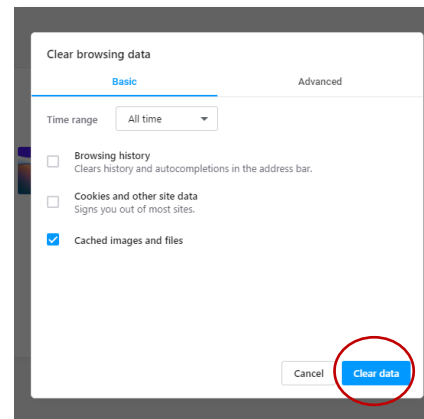 Clear browsing data
Basic Advanced
Time range All time
Browsing history
Clears history and autocompletions in the address bar.
Cookies and other site data
Signs you out of most sites.
Cached images and files
Cancel Clear data